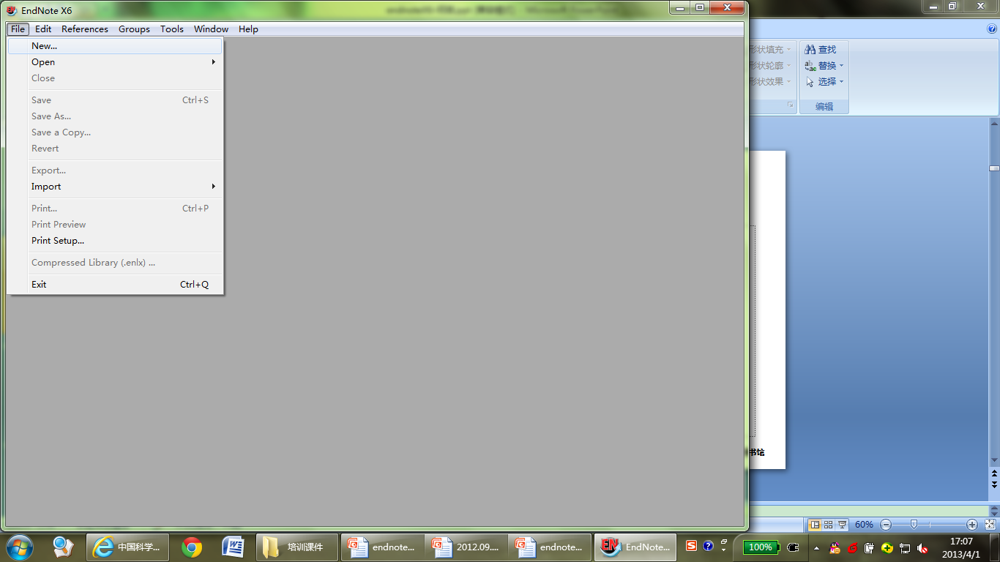 EndNote X6
File Edit References Groups Tools Window Help
New...
Open
Close
Save Ctrl+S
Save As...
Save a Copy...
Revert
Export...
Import
Print... Ctrl+P
Print Preview
Print Setup...
Compressed Library (.enlx) ...
Exit Ctrl+Q
形状填充
形状轮廓
形状效果
查找
替换
选择
编辑
书馆
60%
中国科学...
培训课件
endnote...
2012.09....
endnote...
EndNote...
100%
17:07
2013/4/1